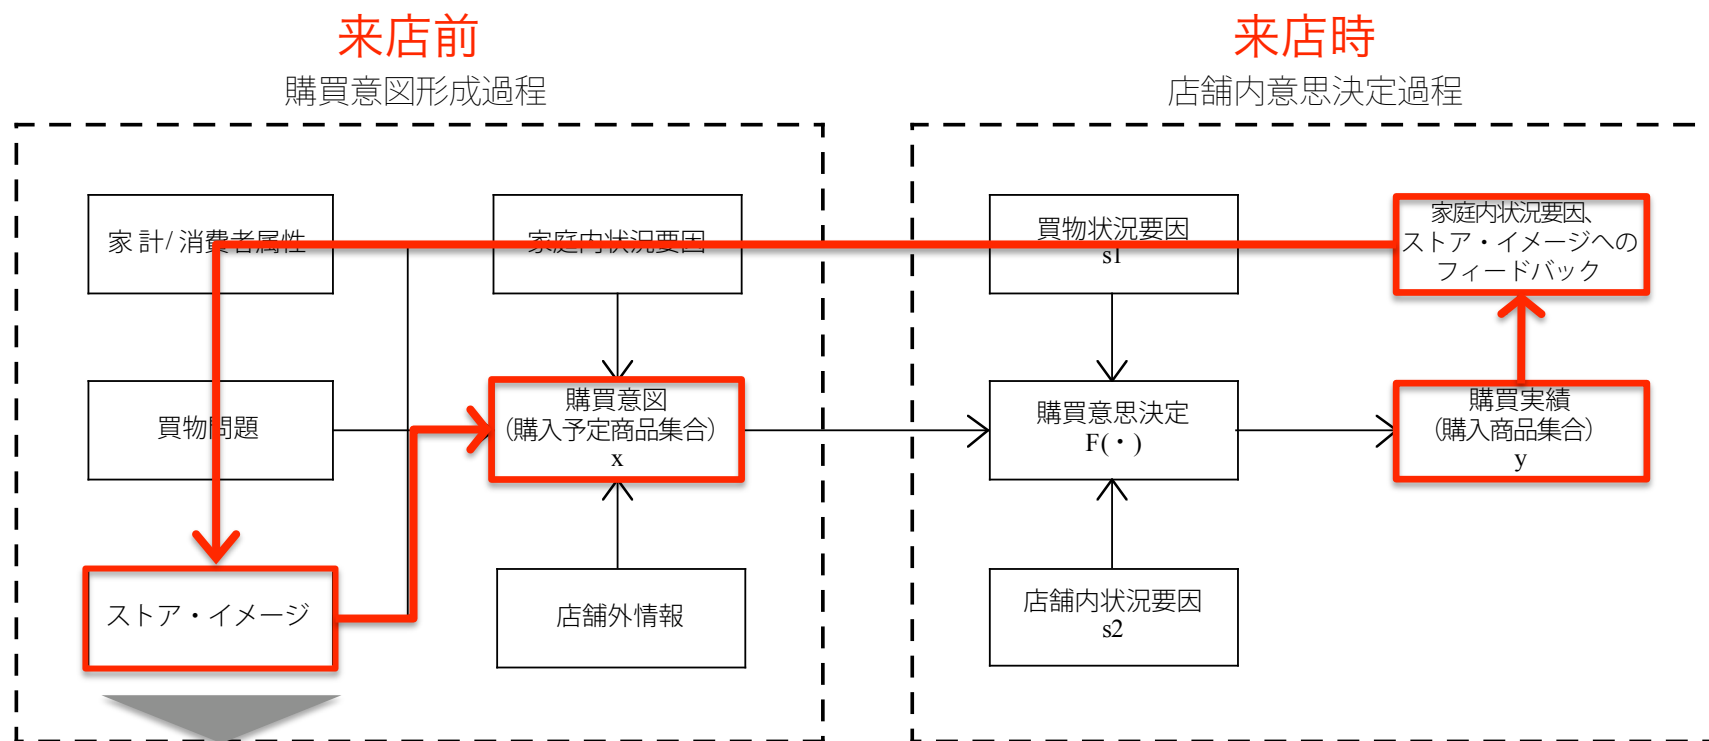 来店前
購買意図形成過程
家計/消費者属性
家庭内状況要因
買物問題
購買意図
(購入予定商品集合)
x
ストア・イメージ
店舗外情報
来店時
店舗内意思決定過程
買物状況要因
s1
家庭内状況要因、
ストア・イメージへの
フィードバック
購買意思決定
F(・)
購買実績
(購入商品集合)
y
店舗内状況要因
s2